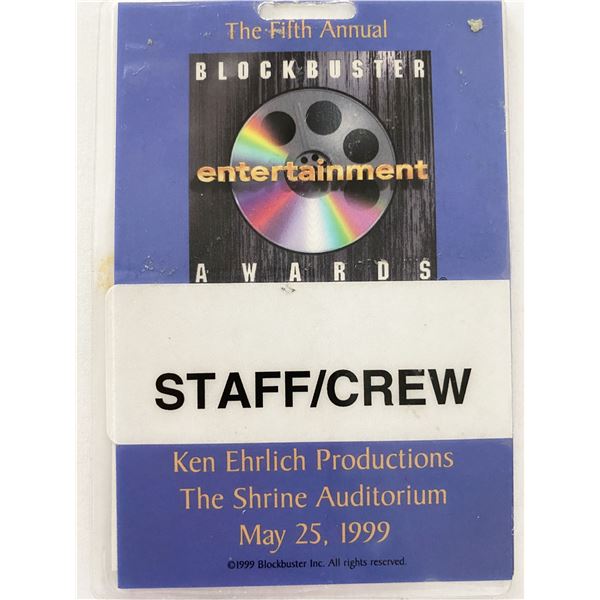 The Fifth Annual
BLOCKBUSTER
entertainment
AWARDS
STAFF/CREW
Ken Ehrlich Productions
The Shrine Auditorium
May 25, 1999
©1999 Blockbuster Inc. All rights reserved.